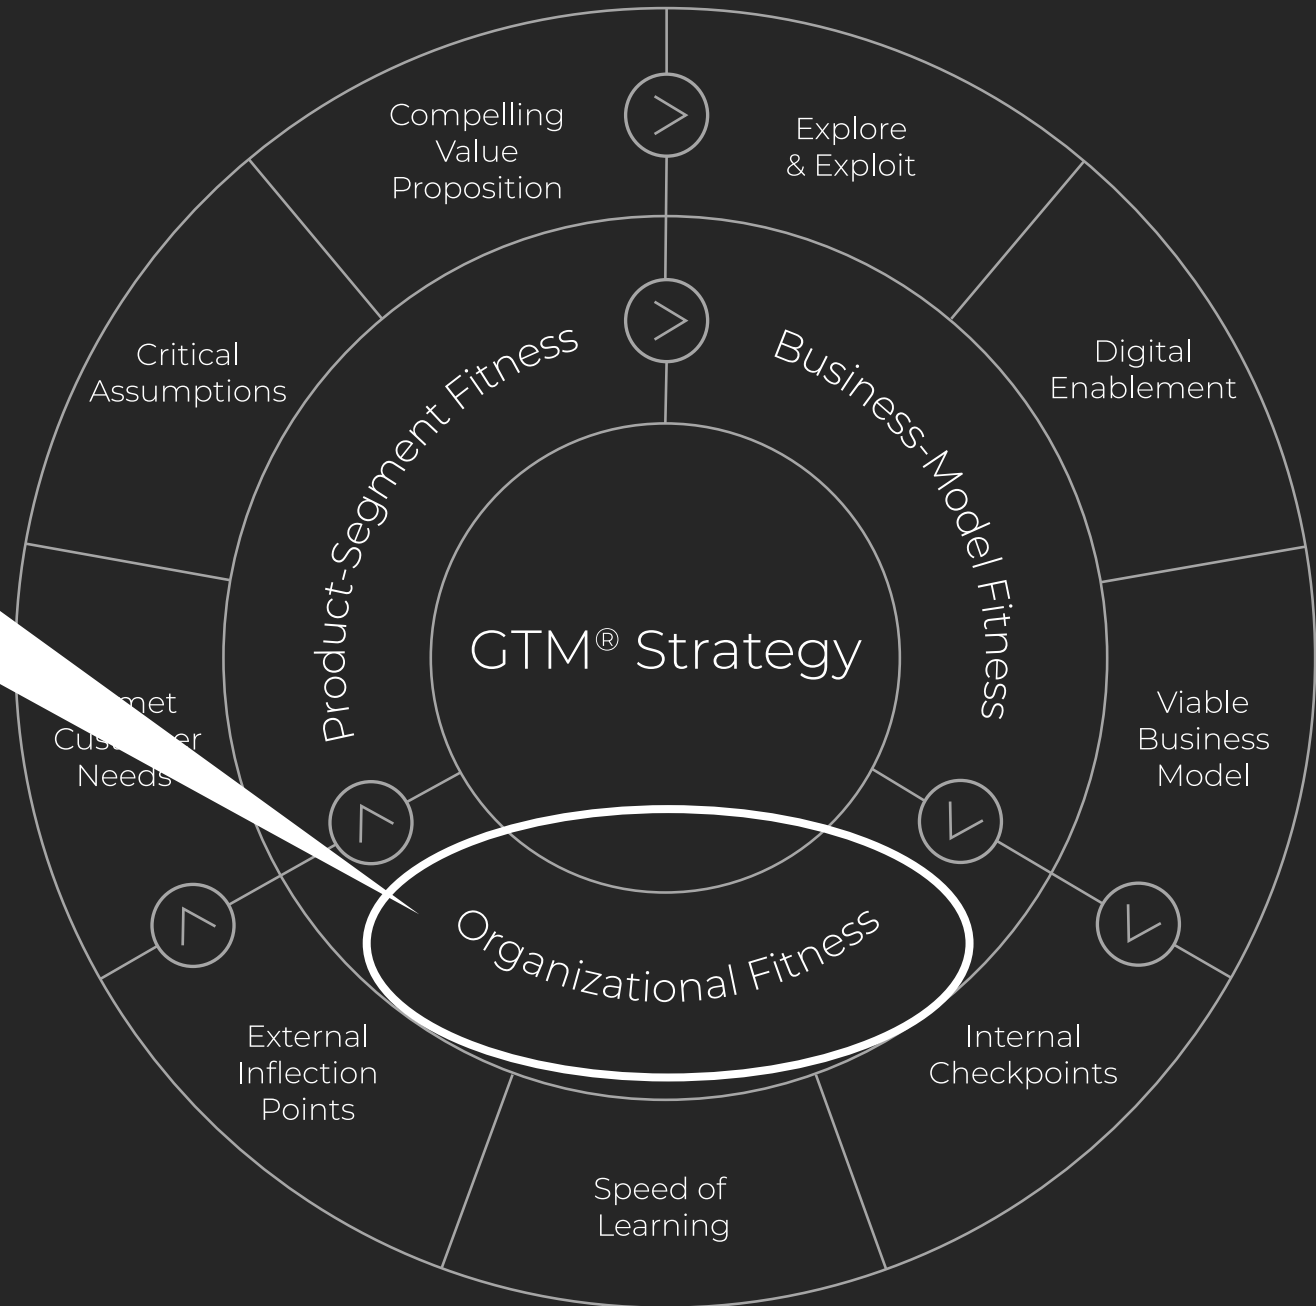 Compelling
Value
Proposition
Explore
& Exploit
Critical
Assumptions
Digital
Enablement
Product-Segment Fitness
Business-Model Fitness
GTM® Strategy
Needs
Viable
Business
Model
Organizational Fitness
External
Inflection
Points
Internal
Checkpoints
Speed of
Learning